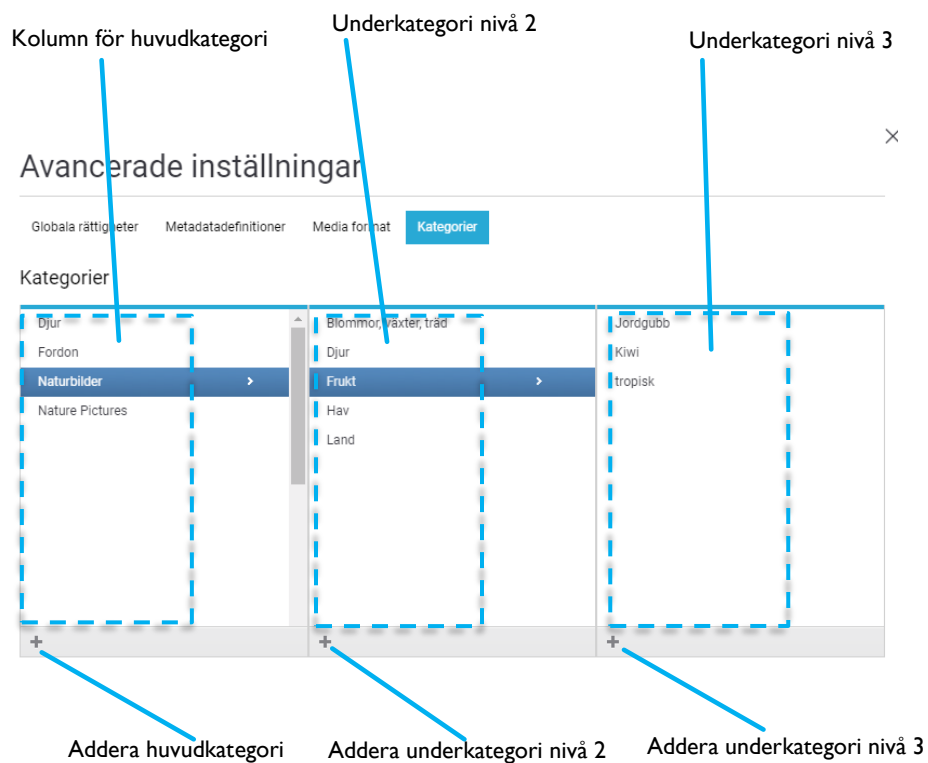 Underkategori nivå 2
Kolumn för huvudkategori
Underkategori nivå 3
Avancerade inställningar
Globala rättigheter Metadatadefinitioner Media format Kategorier
Kategorier
Djur
Fordon
Naturbilder
Nature Pictures
Blommor, växter, träd
Djur
Frukt
Hav
Land
Jordgubb
Kiwi
tropisk
Addera huvudkategori
Addera underkategori nivå 2
Addera underkategori nivå 3